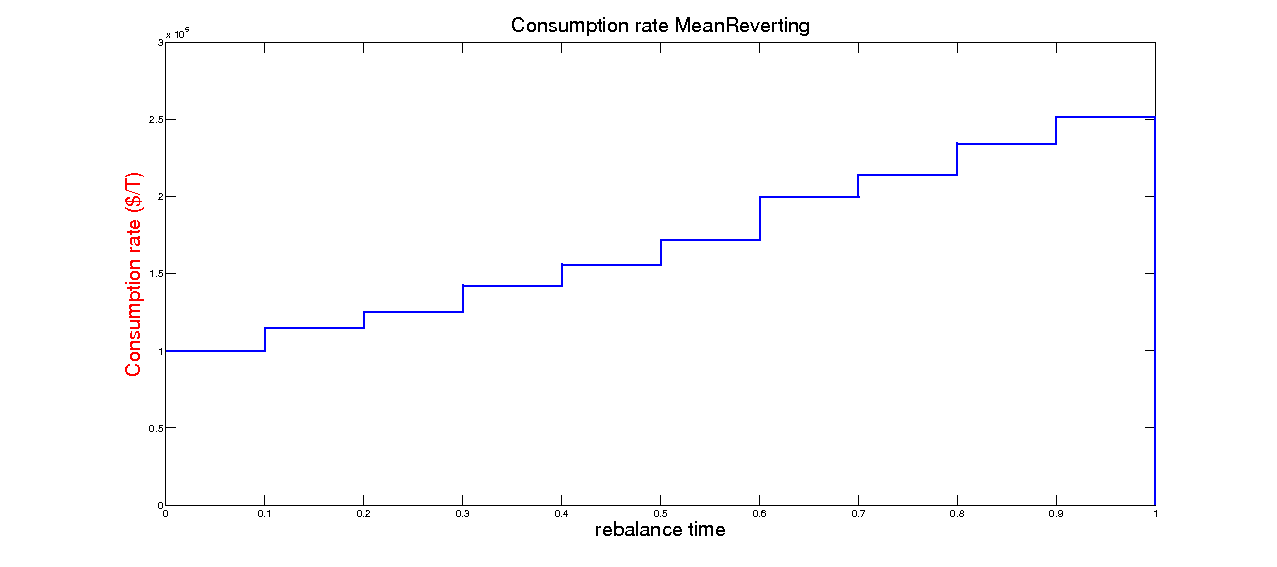 Consumption rate MeanReverting
x 10
3
2.5
2
1.5
1
0.5
0
Consumption rate ($/T)
0 0.1 0.2 0.3 0.4 0.5 0.6 0.7 0.8 0.9 1
rebalance time